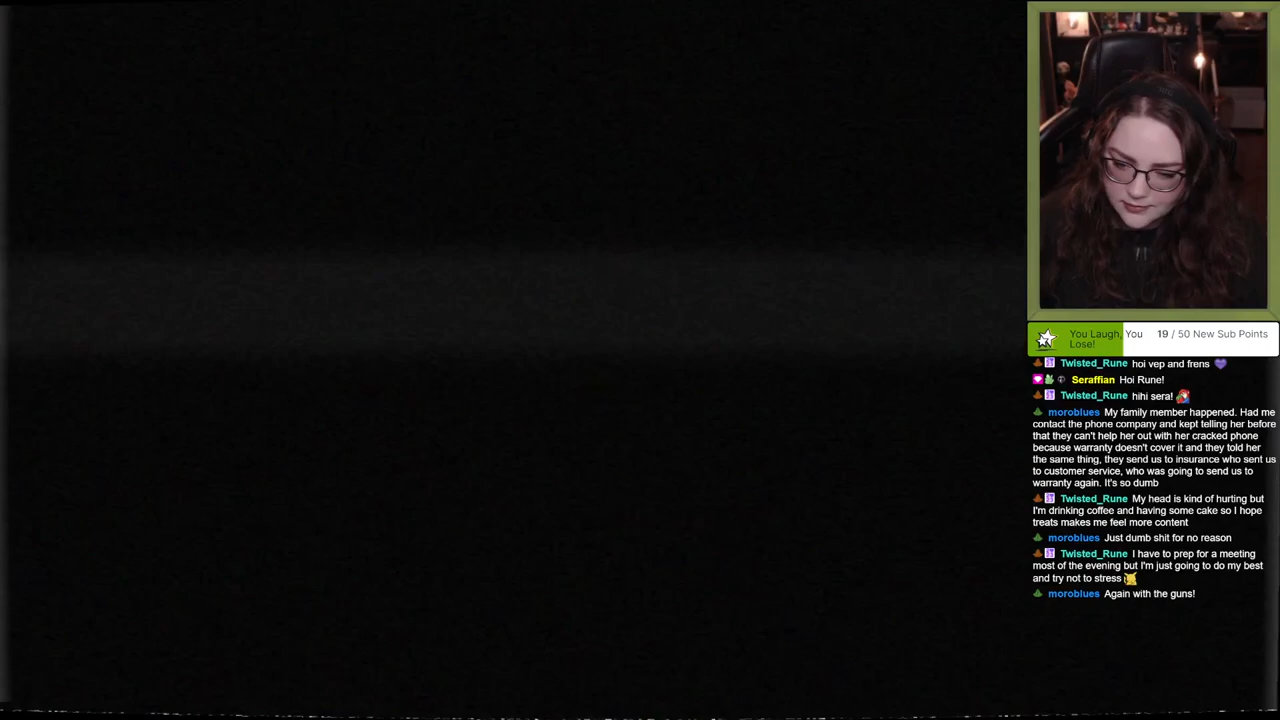 You Laugh, You
Lose!
19 / 50 New Sub Points
Twisted_Rune hoi vep and frens
Seraffian Hoi Rune!
Twisted_Rune hihi sera!
moroblues My family member happened. Had me
contact the phone company and kept telling her before
that they can't help her out with her cracked phone
because warranty doesn't cover it and they told her
the same thing, they send us to insurance who sent us
to customer service, who was going to send us to
warranty again. It's so dumb
Twisted_Rune My head is kind of hurting but
I'm drinking coffee and having some cake so I hope
treats makes me feel more content
moroblues Just dumb shit for no reason
Twisted_Rune I have to prep for a meeting
most of the evening but I'm just going to do my best
and try not to stress
moroblues Again with the guns!